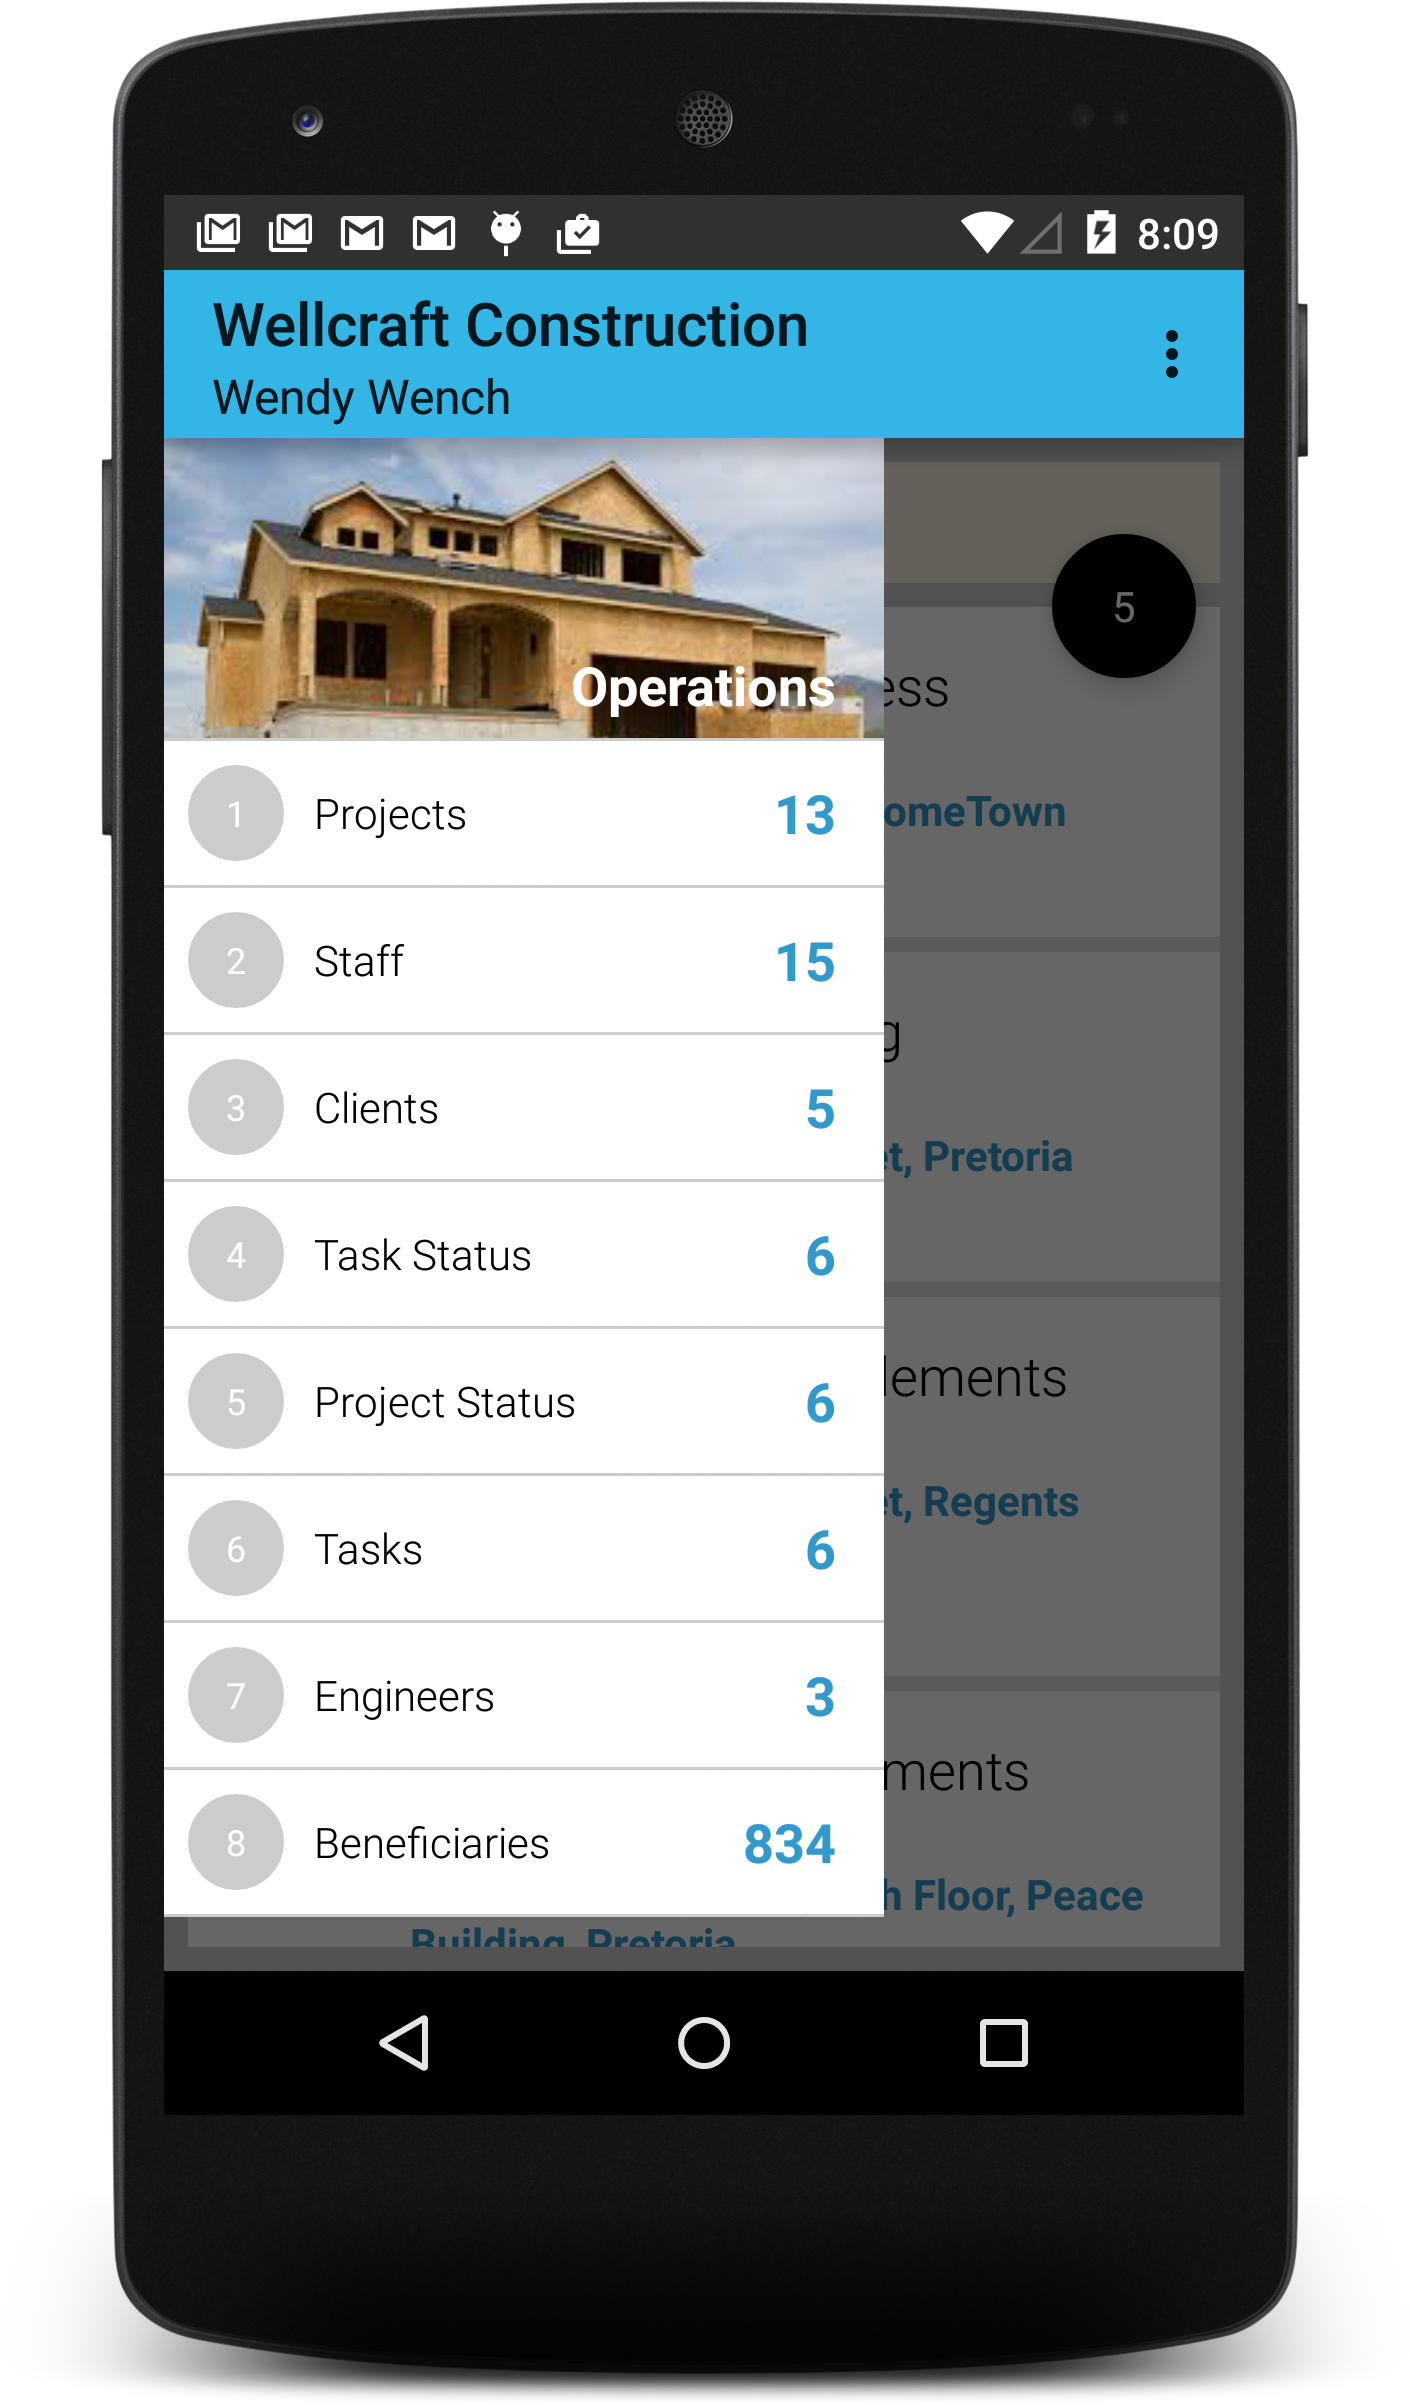 8:09
Wellcraft Construction
Wendy Wench
Operations
5
1 Projects 13
2 Staff 15
3 Clients 5
4 Task Status 6
5 Project Status 6
6 Tasks 6
7 Engineers 3
8 Beneficiaries 834
ess
omeTown
g
et, Pretoria
lements
et, Regents
ments
h Floor, Peace
Building, Pretoria